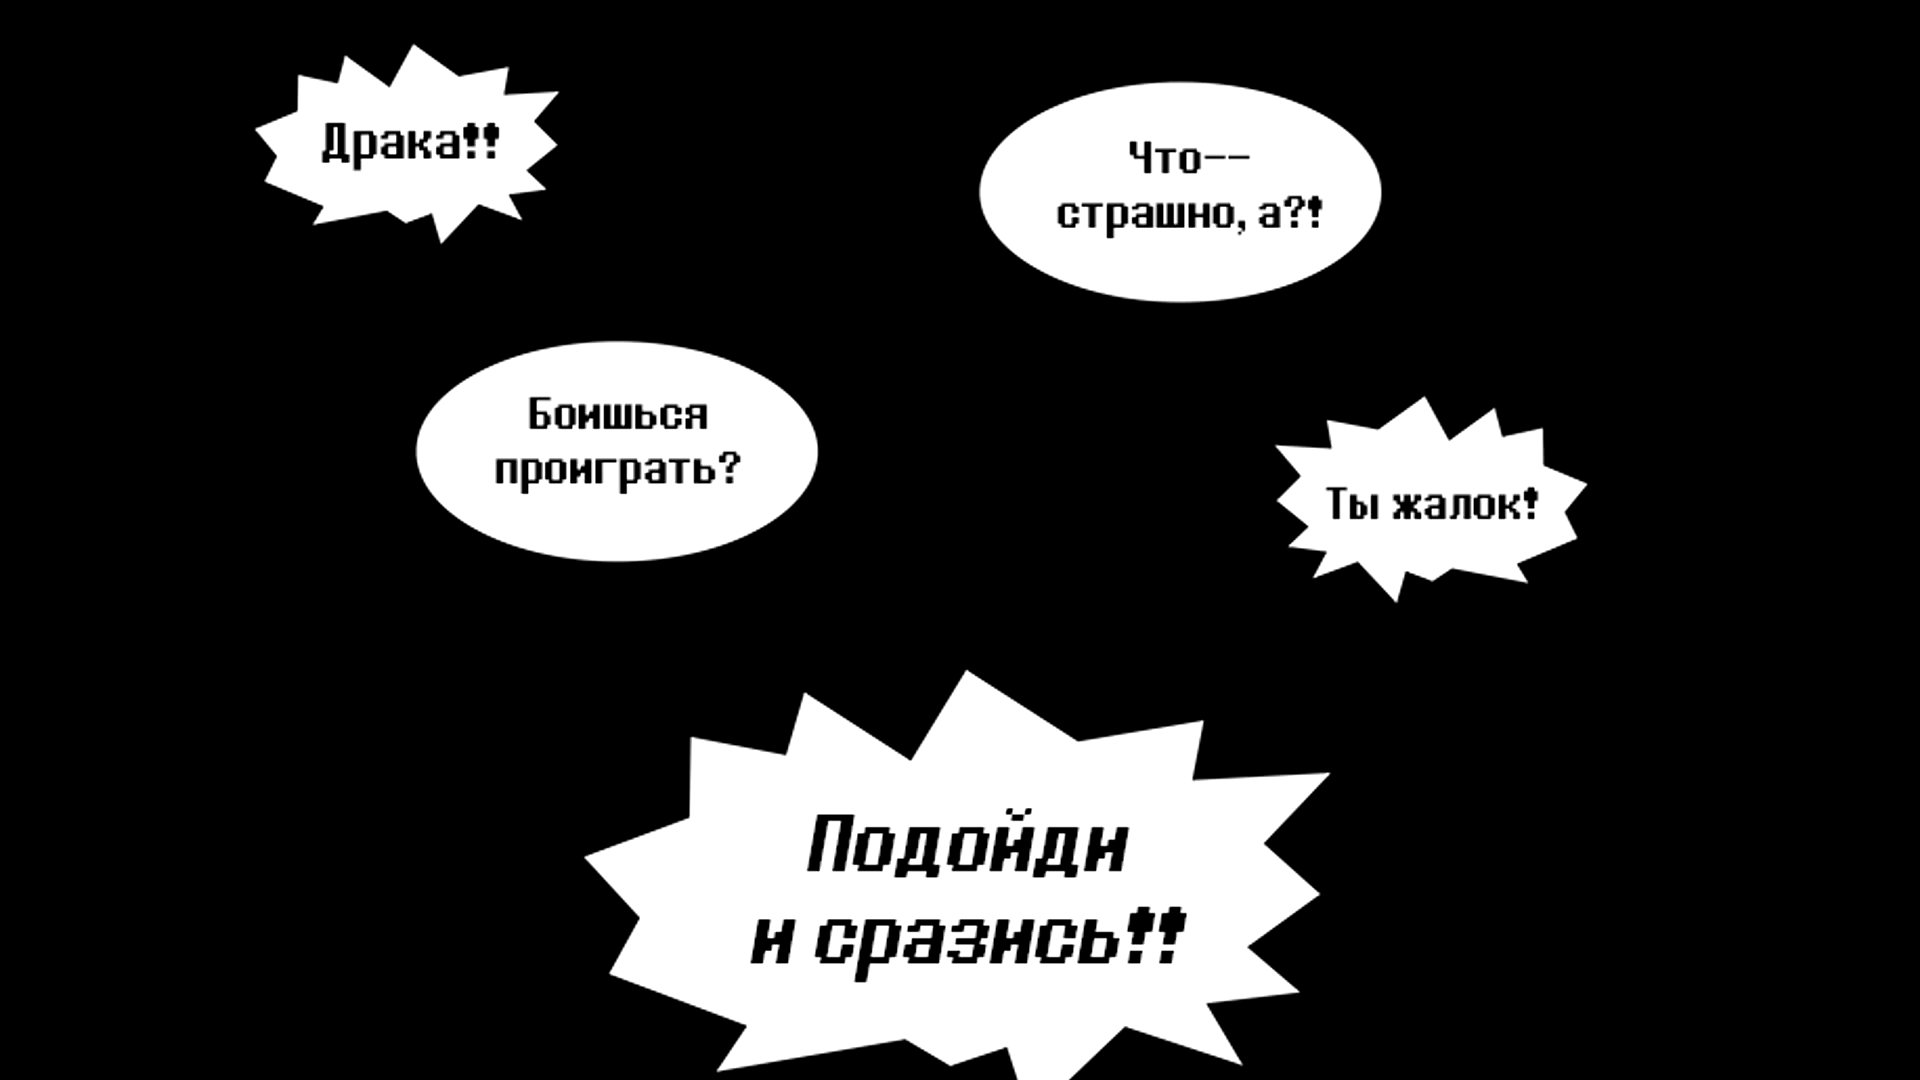 Драка!!
Что--
страшно, а?!
Боишься
проиграть?
Ты жалок!
Подойди
и сразись!!